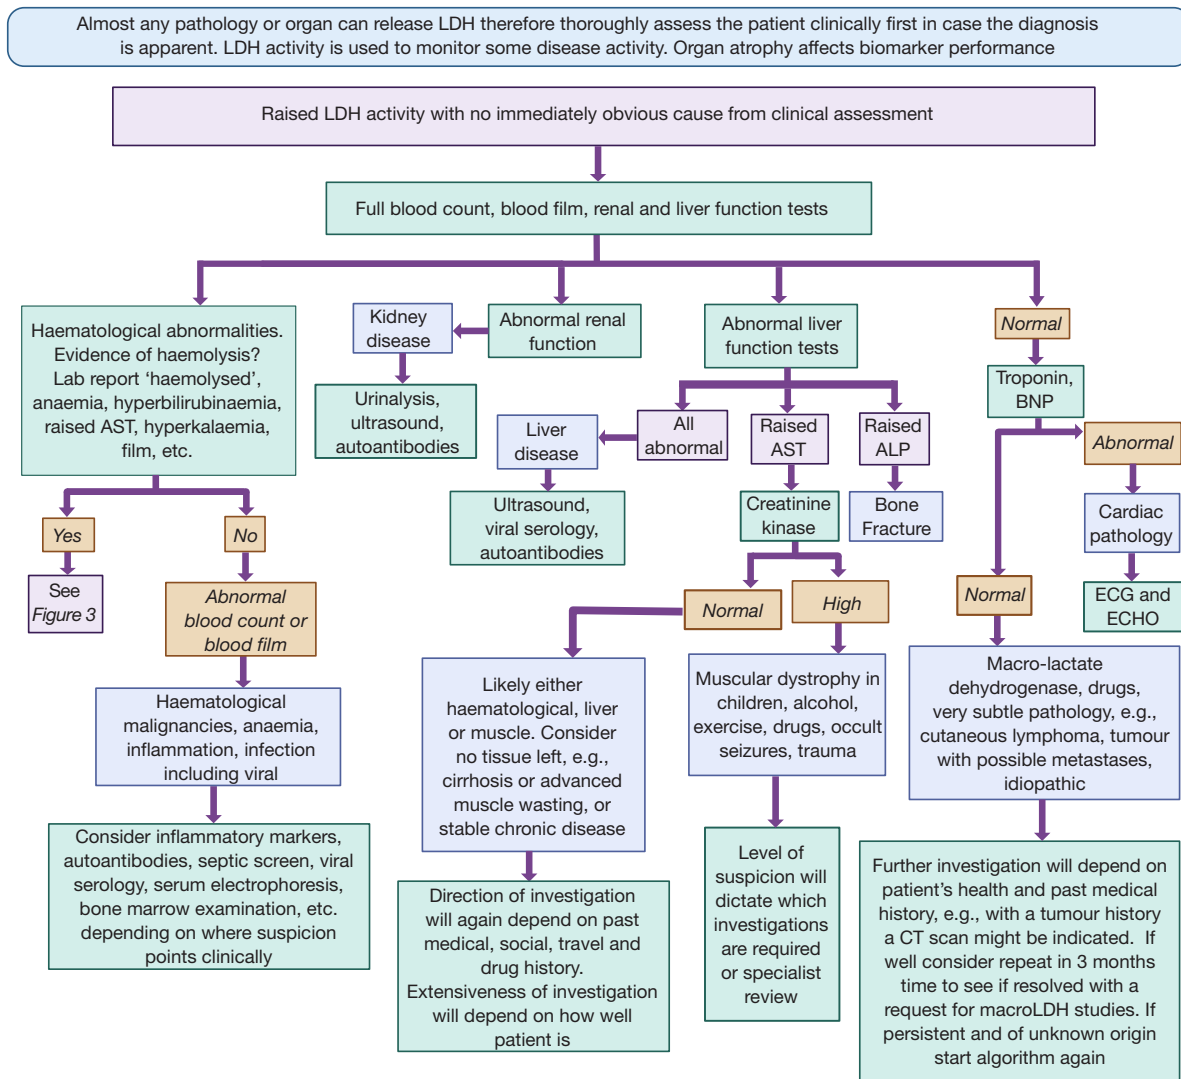 Almost any pathology or organ can release LDH therefore thoroughly assess the patient clinically first in case the diagnosis
is apparent. LDH activity is used to monitor some disease activity. Organ atrophy affects biomarker performance
Raised LDH activity with no immediately obvious cause from clinical assessment
Full blood count, blood film, renal and liver function tests
Haematological abnormalities.
Evidence of haemolysis?
Lab report ‘haemolysed’,
anaemia, hyperbilirubinaemia,
raised AST, hyperkalaemia,
film, etc.
Kidney
disease
Abnormal renal
function
Urinalysis,
ultrasound,
autoantibodies
Abnormal liver
function tests
Normal
Troponin,
BNP
Liver
disease
All
abnormal
Raised
AST
Raised
ALP
Abnormal
Ultrasound,
viral serology,
autoantibodies
Creatinine
kinase
Bone
Fracture
Cardiac
pathology
Yes
No
See
Figure 3
Abnormal
blood count or
blood film
Normal
High
Normal
ECG and
ECHO
Haematological
malignancies, anaemia,
inflammation, infection
including viral
Likely either
haematological, liver
or muscle. Consider
no tissue left, e.g.,
cirrhosis or advanced
muscle wasting, or
stable chronic disease
Muscular dystrophy in
children, alcohol,
exercise, drugs, occult
seizures, trauma
Macro-lactate
dehydrogenase, drugs,
very subtle pathology, e.g.,
cutaneous lymphoma, tumour
with possible metastases,
idiopathic
Consider inflammatory markers,
autoantibodies, septic screen, viral
serology, serum electrophoresis,
bone marrow examination, etc.
depending on where suspicion
points clinically
Direction of investigation
will again depend on past
medical, social, travel and
drug history.
Extensiveness of investigation
will depend on how well
patient is
Level of
suspicion will
dictate which
investigations
are required
or specialist
review
Further investigation will depend on
patient’s health and past medical
history, e.g., with a tumour history
a CT scan might be indicated. If
well consider repeat in 3 months
time to see if resolved with a
request for macroLDH studies. If
persistent and of unknown origin
start algorithm again